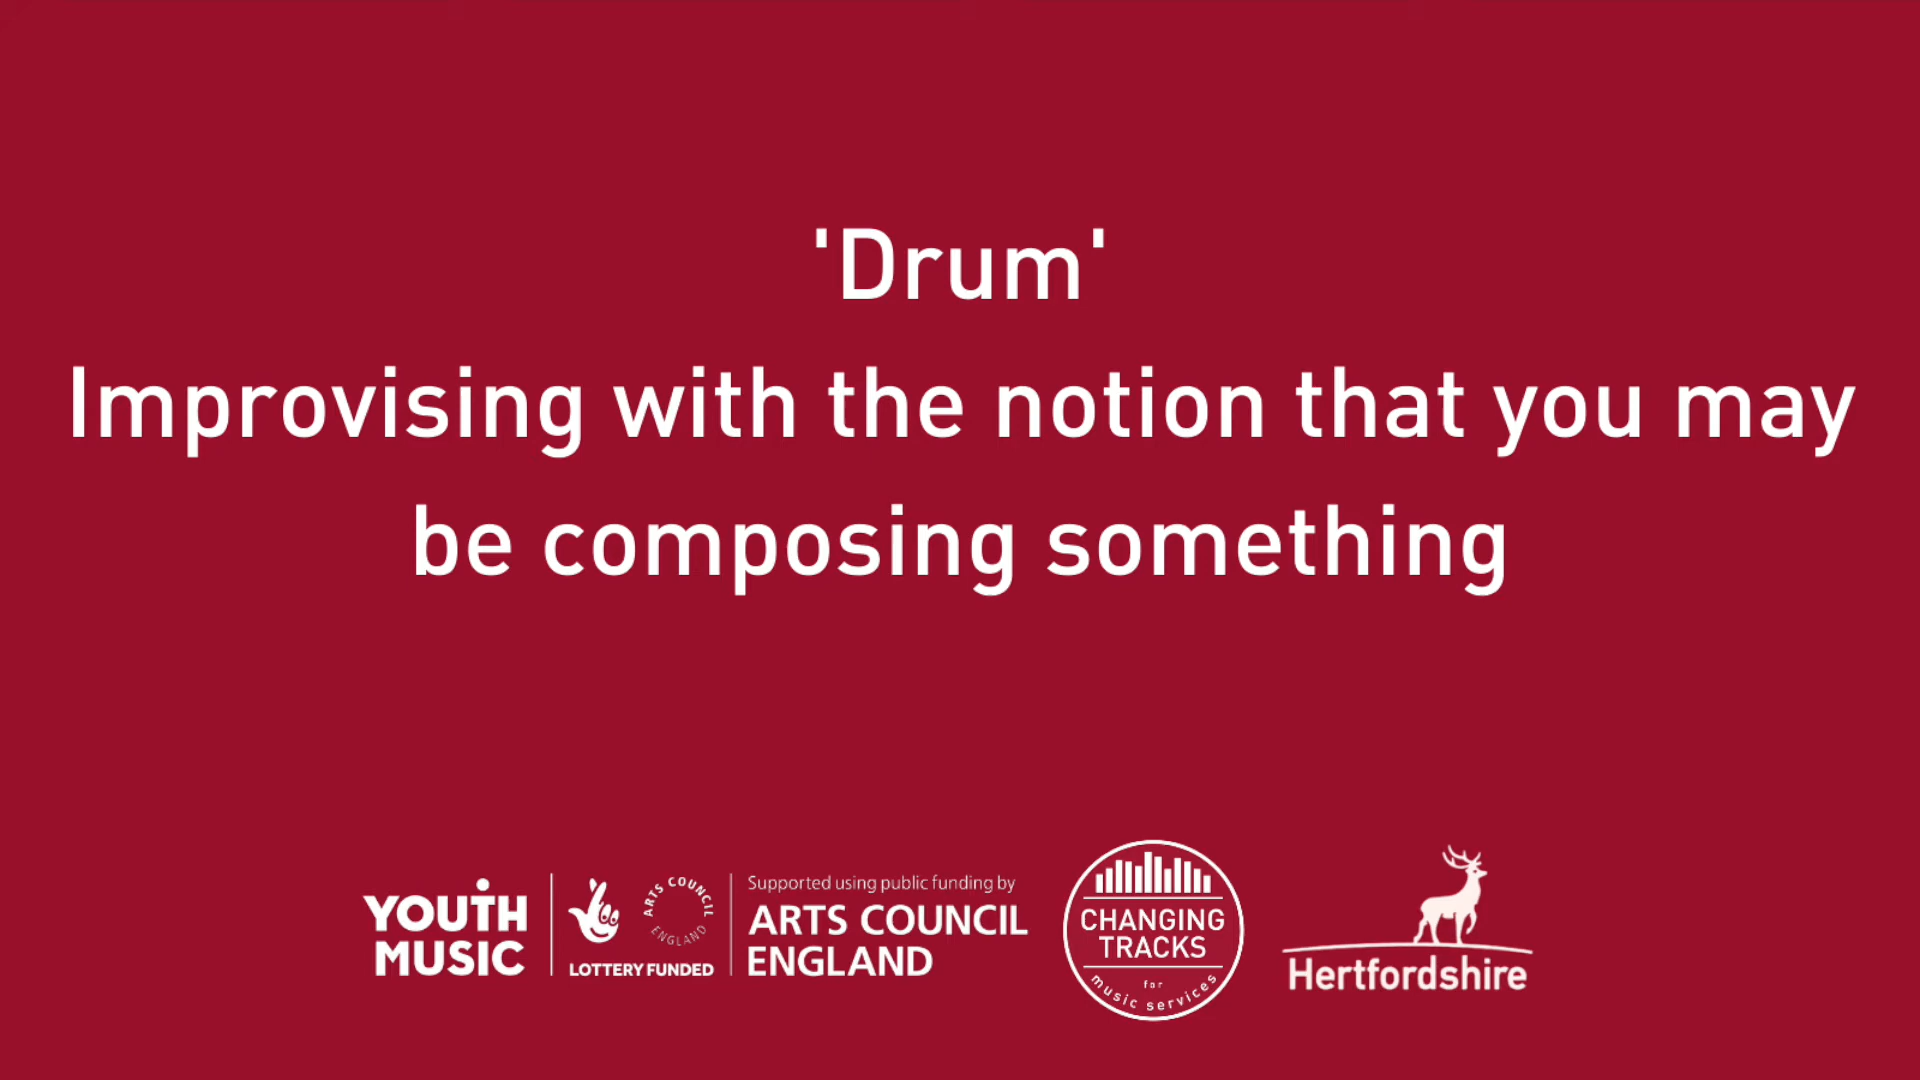 'Drum'
Improvising with the notion that you may
be composing something
YOUTH
MUSIC
ARTS COUNCIL
ENGLAND
LOTTERY FUNDED
Supported using public funding by
ARTS COUNCIL
ENGLAND
CHANGING
TRACKS
for
music services
Hertfordshire